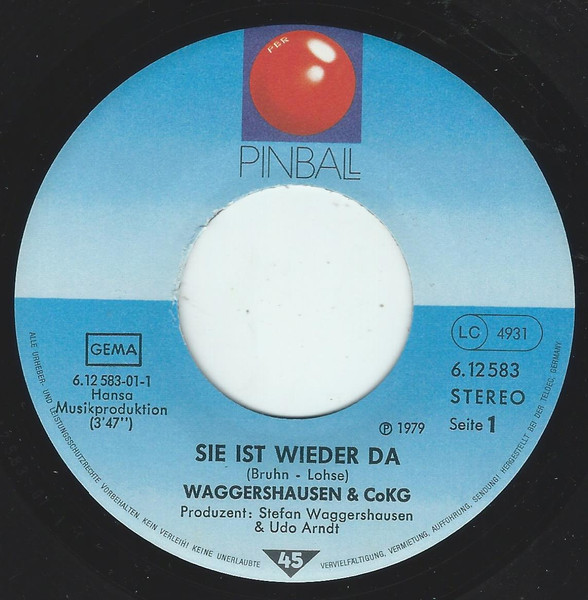 FBR
PINBALL
GEMA
6.12 583-01-1
Hansa
Musikproduktion
(3'47")
LC 4931
6.12583
STEREO
Seite 1
℗ 1979
SIE IST WIEDER DA
(Bruhn - Lohse)
WAGGERSHAUSEN & CoKG
Produzent: Stefan Waggershausen
& Udo Arndt
45
ALLE URHEBER- UND LEISTUNGSSCHUTZRECHTE VORBEHALTEN KEIN VERLEIH! KEINE UNERLAUBTE VERVIELFÄLTIGUNG, VERMIETUNG, AUFFÜHRUNG, SENDUNG! HERGESTELLT BEI DER TELDEC, GERMANY